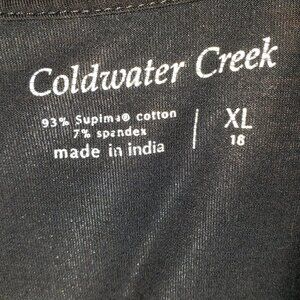 Coldwater Creek
93% Supima® cotton
7% spandex
made in india
XL
18